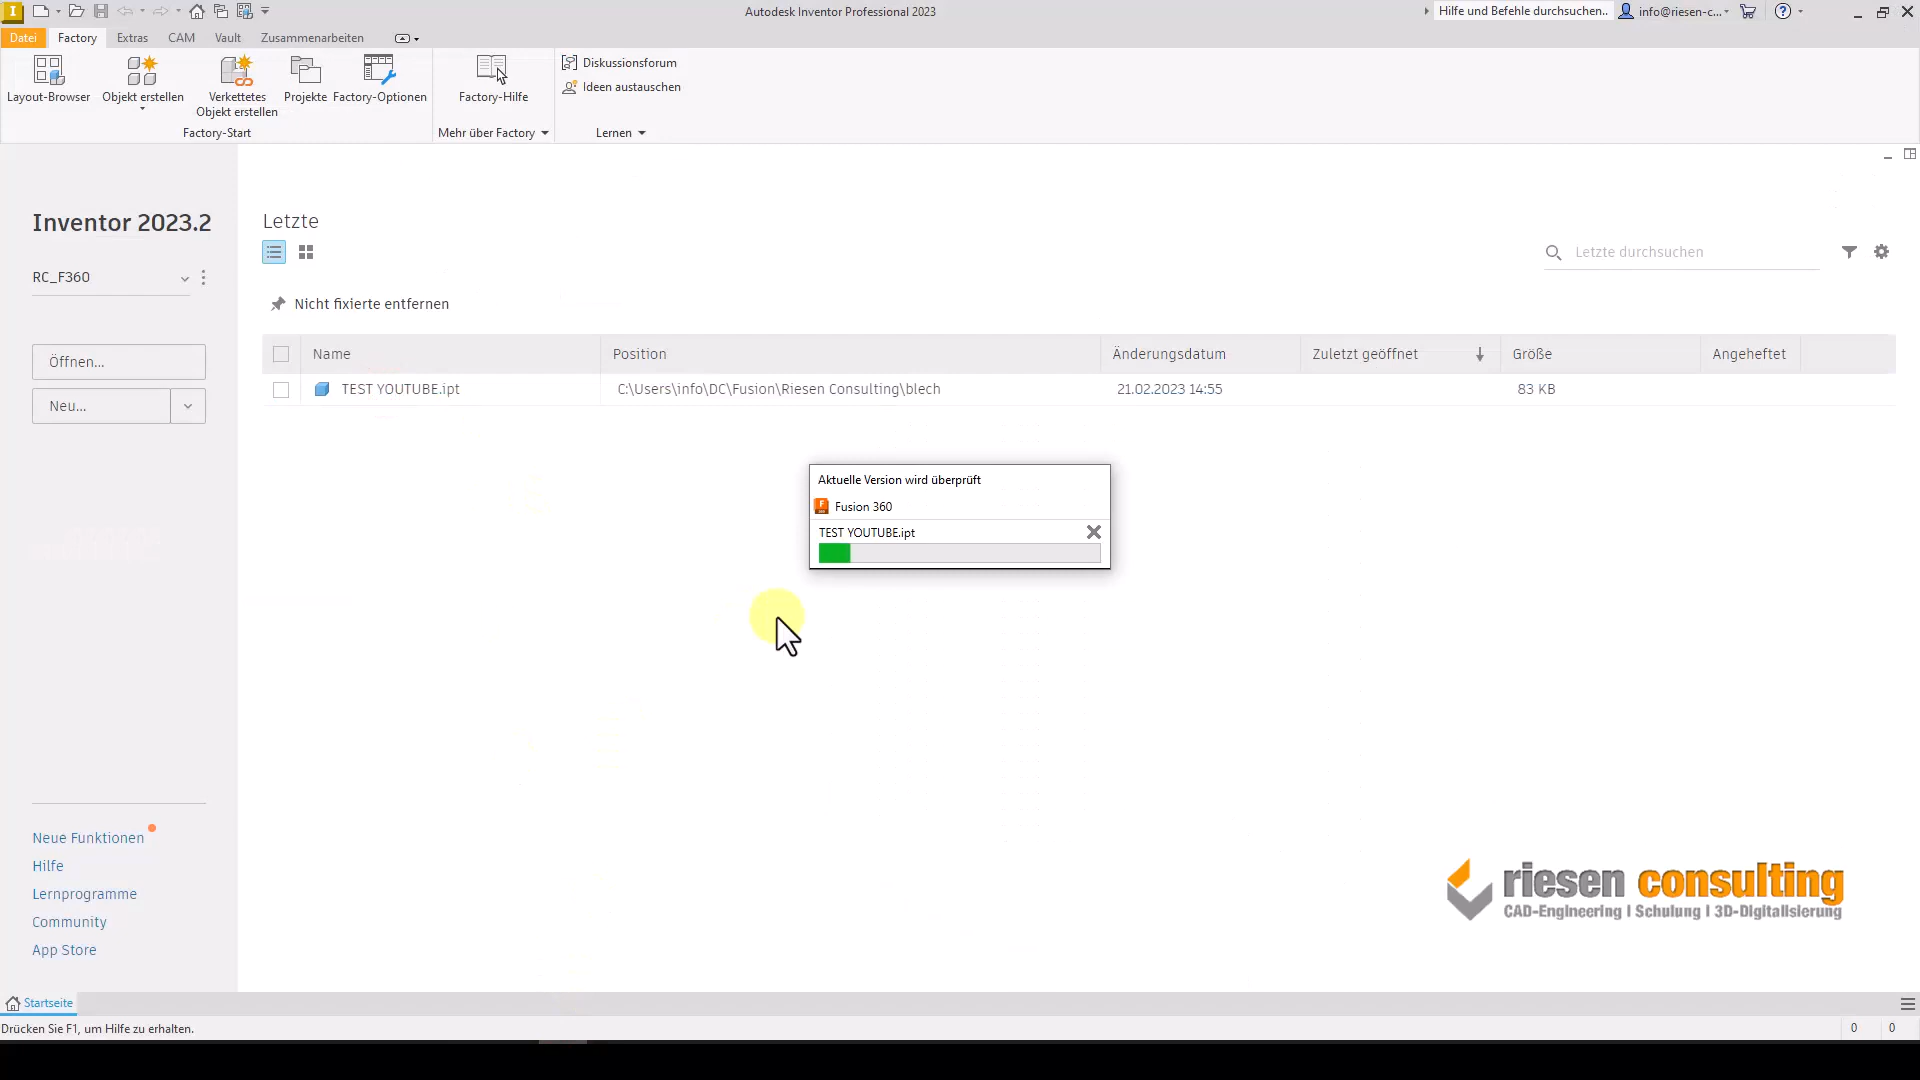 Autodesk Inventor Professional 2023
Hilfe und Befehle durchsuchen..
info@riesen-c...
Datei
Factory
Extras
CAM
Vault
Zusammenarbeiten
Layout-Browser
Objekt erstellen
Verkettetes
Objekt erstellen
Projekte
Factory-Optionen
Factory-Hilfe
Diskussionsforum
Ideen austauschen
Factory-Start
Mehr über Factory
Lernen
Inventor 2023.2
RC_F360
Öffnen...
Neu...
Letzte
Letzte durchsuchen
Nicht fixierte entfernen
Name
Position
Änderungsdatum
Zuletzt geöffnet
Größe
Angeheftet
TEST YOUTUBE.ipt
C:\Users\info\DC\Fusion\Riesen Consulting\blech
21.02.2023 14:55
83 KB
Aktuelle Version wird überprüft
Fusion 360
TEST YOUTUBE.ipt
Neue Funktionen
Hilfe
Lernprogramme
Community
App Store
riesen consulting
CAD-Engineering | Schulung | 3D-Digitalisierung
Startseite
Drücken Sie F1, um Hilfe zu erhalten.
0
0